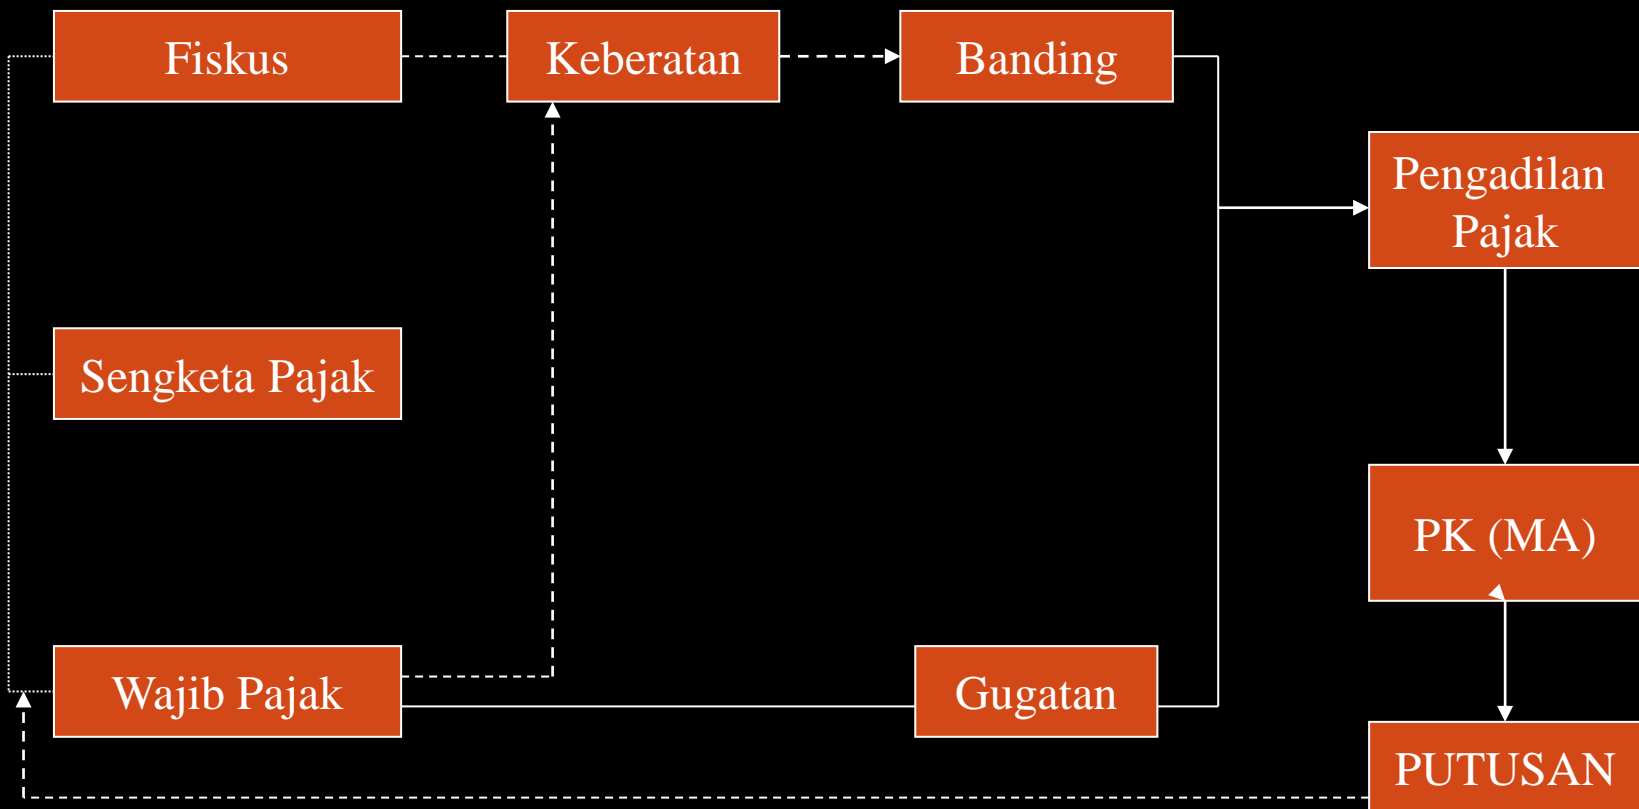 Fiskus
Keberatan
Banding
Pengadilan
Pajak
Sengketa Pajak
PK (MA)
Wajib Pajak
Gugatan
PUTUSAN